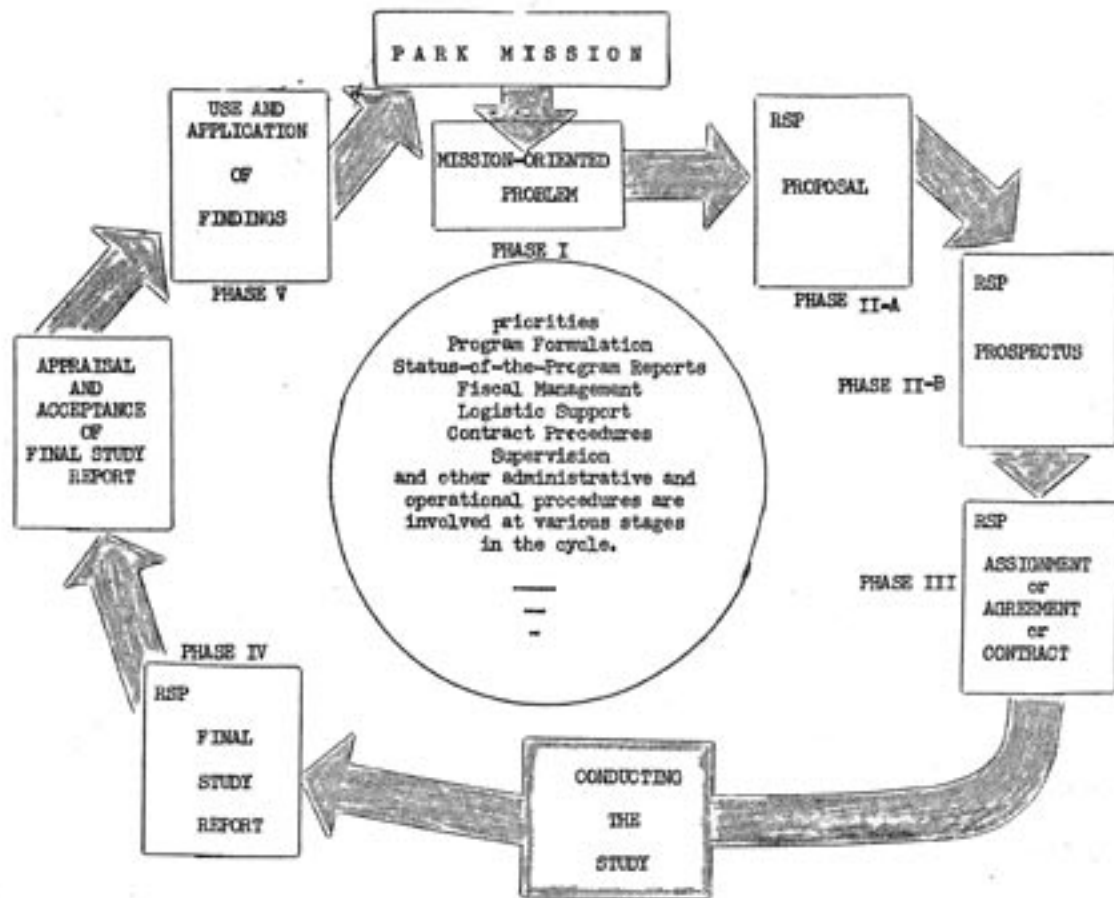 PARK MISSION
MISSION-ORIENTED
PROBLEM
PHASE I
RSP
PROPOSAL
PHASE II-A
RSP
PROSPECTUS
PHASE II-B
RSP
ASSIGNMENT
or
AGREEMENT
or
CONTRACT
PHASE III
CONDUCTING
THE
STUDY
PHASE IV
RSP
FINAL
STUDY
REPORT
APPRAISAL
AND
ACCEPTANCE
OF
FINAL STUDY
REPORT
USE AND
APPLICATION
OF
FINDINGS
PHASE V
priorities
Program Formulation
Status-of-the-Program Reports
Fiscal Management
Logistic Support
Contract Procedures
Supervision
and other administrative and
operational procedures are
involved at various stages
in the cycle.